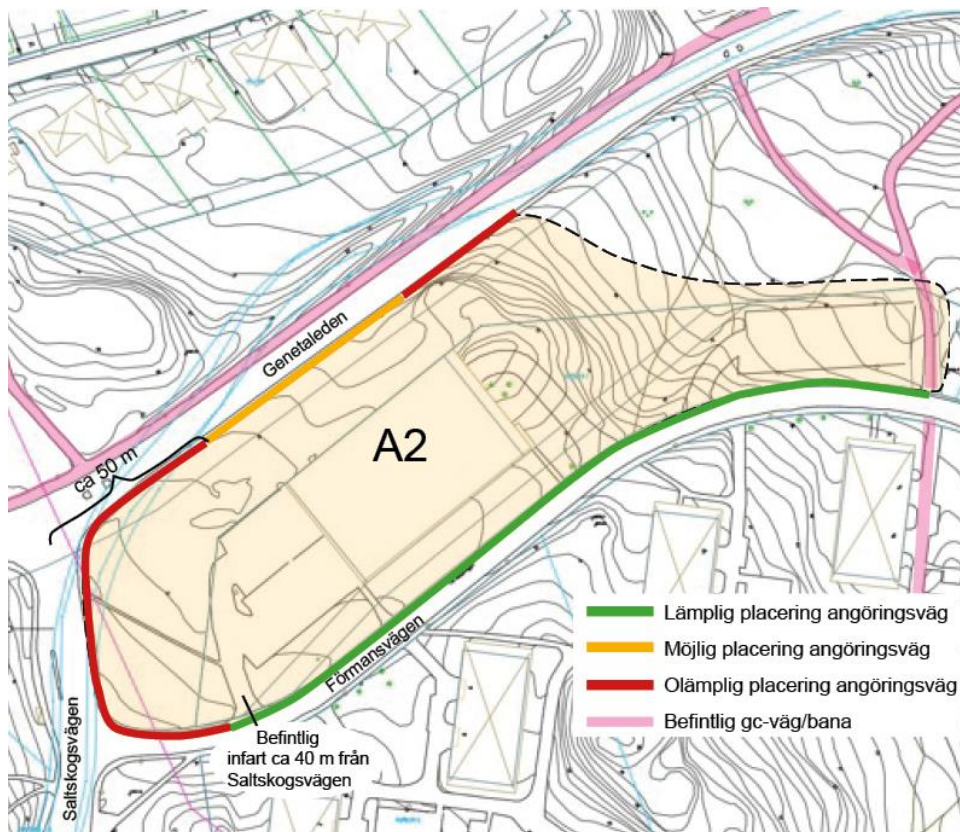 Genetaleden
ca 50 m
A2
Förmansvägen
Saltskogsvägen
Befintlig
infart ca 40 m från
Saltskogsvägen
Lämplig placering angöringsväg
Möjlig placering angöringsväg
Olämplig placering angöringsväg
Befintlig gc-väg/bana